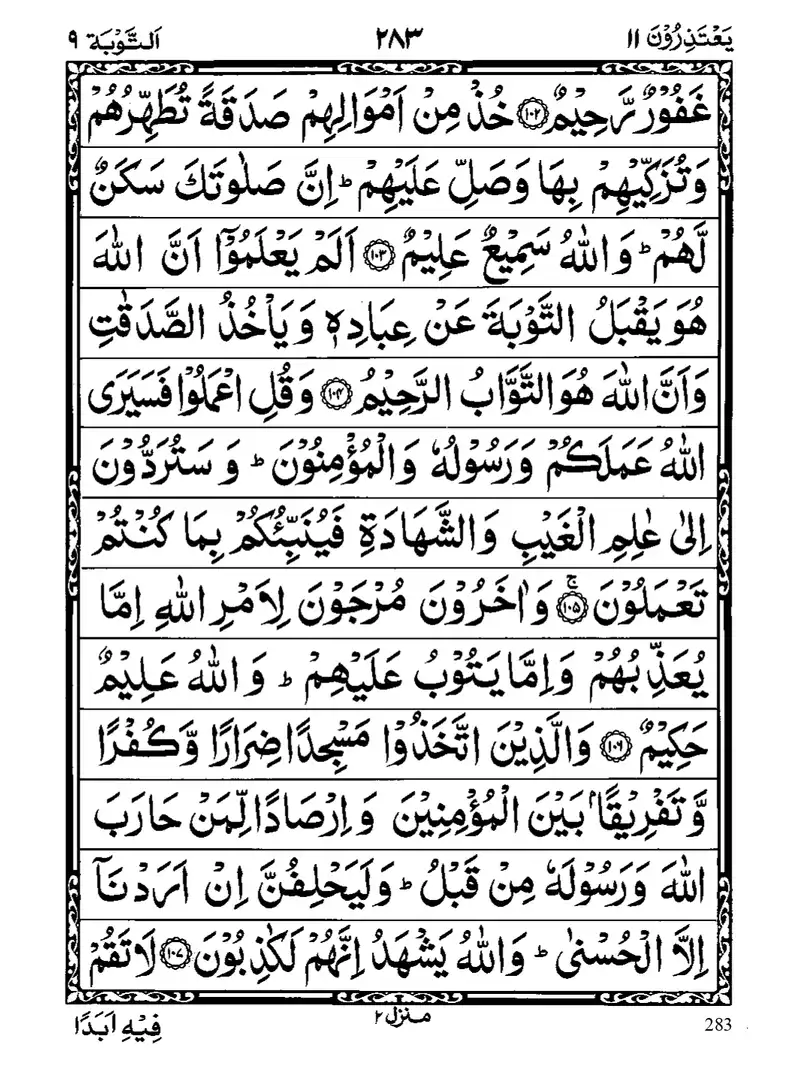 يَعْتَذِرُوْنَ ١١ ٢٨٣ اَلتَّوْبَة ٩
غَفُوْرٌ رَّحِيْمٌ ۝١٠٢ خُذْ مِنْ اَمْوَالِهِمْ صَدَقَةً تُطَهِّرُهُمْ
وَتُزَكِّيْهِمْ بِهَا وَصَلِّ عَلَيْهِمْ ؕ اِنَّ صَلٰوتَكَ سَكَنٌ
لَّهُمْ ؕ وَاللّٰهُ سَمِيْعٌ عَلِيْمٌ ۝١٠٣ اَلَمْ يَعْلَمُوْٓا اَنَّ اللّٰهَ
هُوَ يَقْبَلُ التَّوْبَةَ عَنْ عِبَادِهٖ وَيَاْخُذُ الصَّدَقٰتِ
وَاَنَّ اللّٰهَ هُوَ التَّوَّابُ الرَّحِيْمُ ۝١٠٤ وَقُلِ اعْمَلُوْا فَسَيَرَى
اللّٰهُ عَمَلَكُمْ وَرَسُوْلُهٗ وَالْمُؤْمِنُوْنَ ؕ وَسَتُرَدُّوْنَ
اِلٰى عٰلِمِ الْغَيْبِ وَالشَّهَادَةِ فَيُنَبِّئُكُمْ بِمَا كُنْتُمْ
تَعْمَلُوْنَ ۝١٠٥ۚ وَاٰخَرُوْنَ مُرْجَوْنَ لِاَمْرِ اللّٰهِ اِمَّا
يُعَذِّبُهُمْ وَاِمَّا يَتُوْبُ عَلَيْهِمْ ؕ وَاللّٰهُ عَلِيْمٌ
حَكِيْمٌ ۝١٠٦ وَالَّذِيْنَ اتَّخَذُوْا مَسْجِدًا ضِرَارًا وَّكُفْرًا
وَّتَفْرِيْقًاۢ بَيْنَ الْمُؤْمِنِيْنَ وَاِرْصَادًا لِّمَنْ حَارَبَ
اللّٰهَ وَرَسُوْلَهٗ مِنْ قَبْلُ ؕ وَلَيَحْلِفُنَّ اِنْ اَرَدْنَآ
اِلَّا الْحُسْنٰى ؕ وَاللّٰهُ يَشْهَدُ اِنَّهُمْ لَكٰذِبُوْنَ ۝١٠٧ لَا تَقُمْ
283 منزل ٢ فِيْهِ اَبَدًا